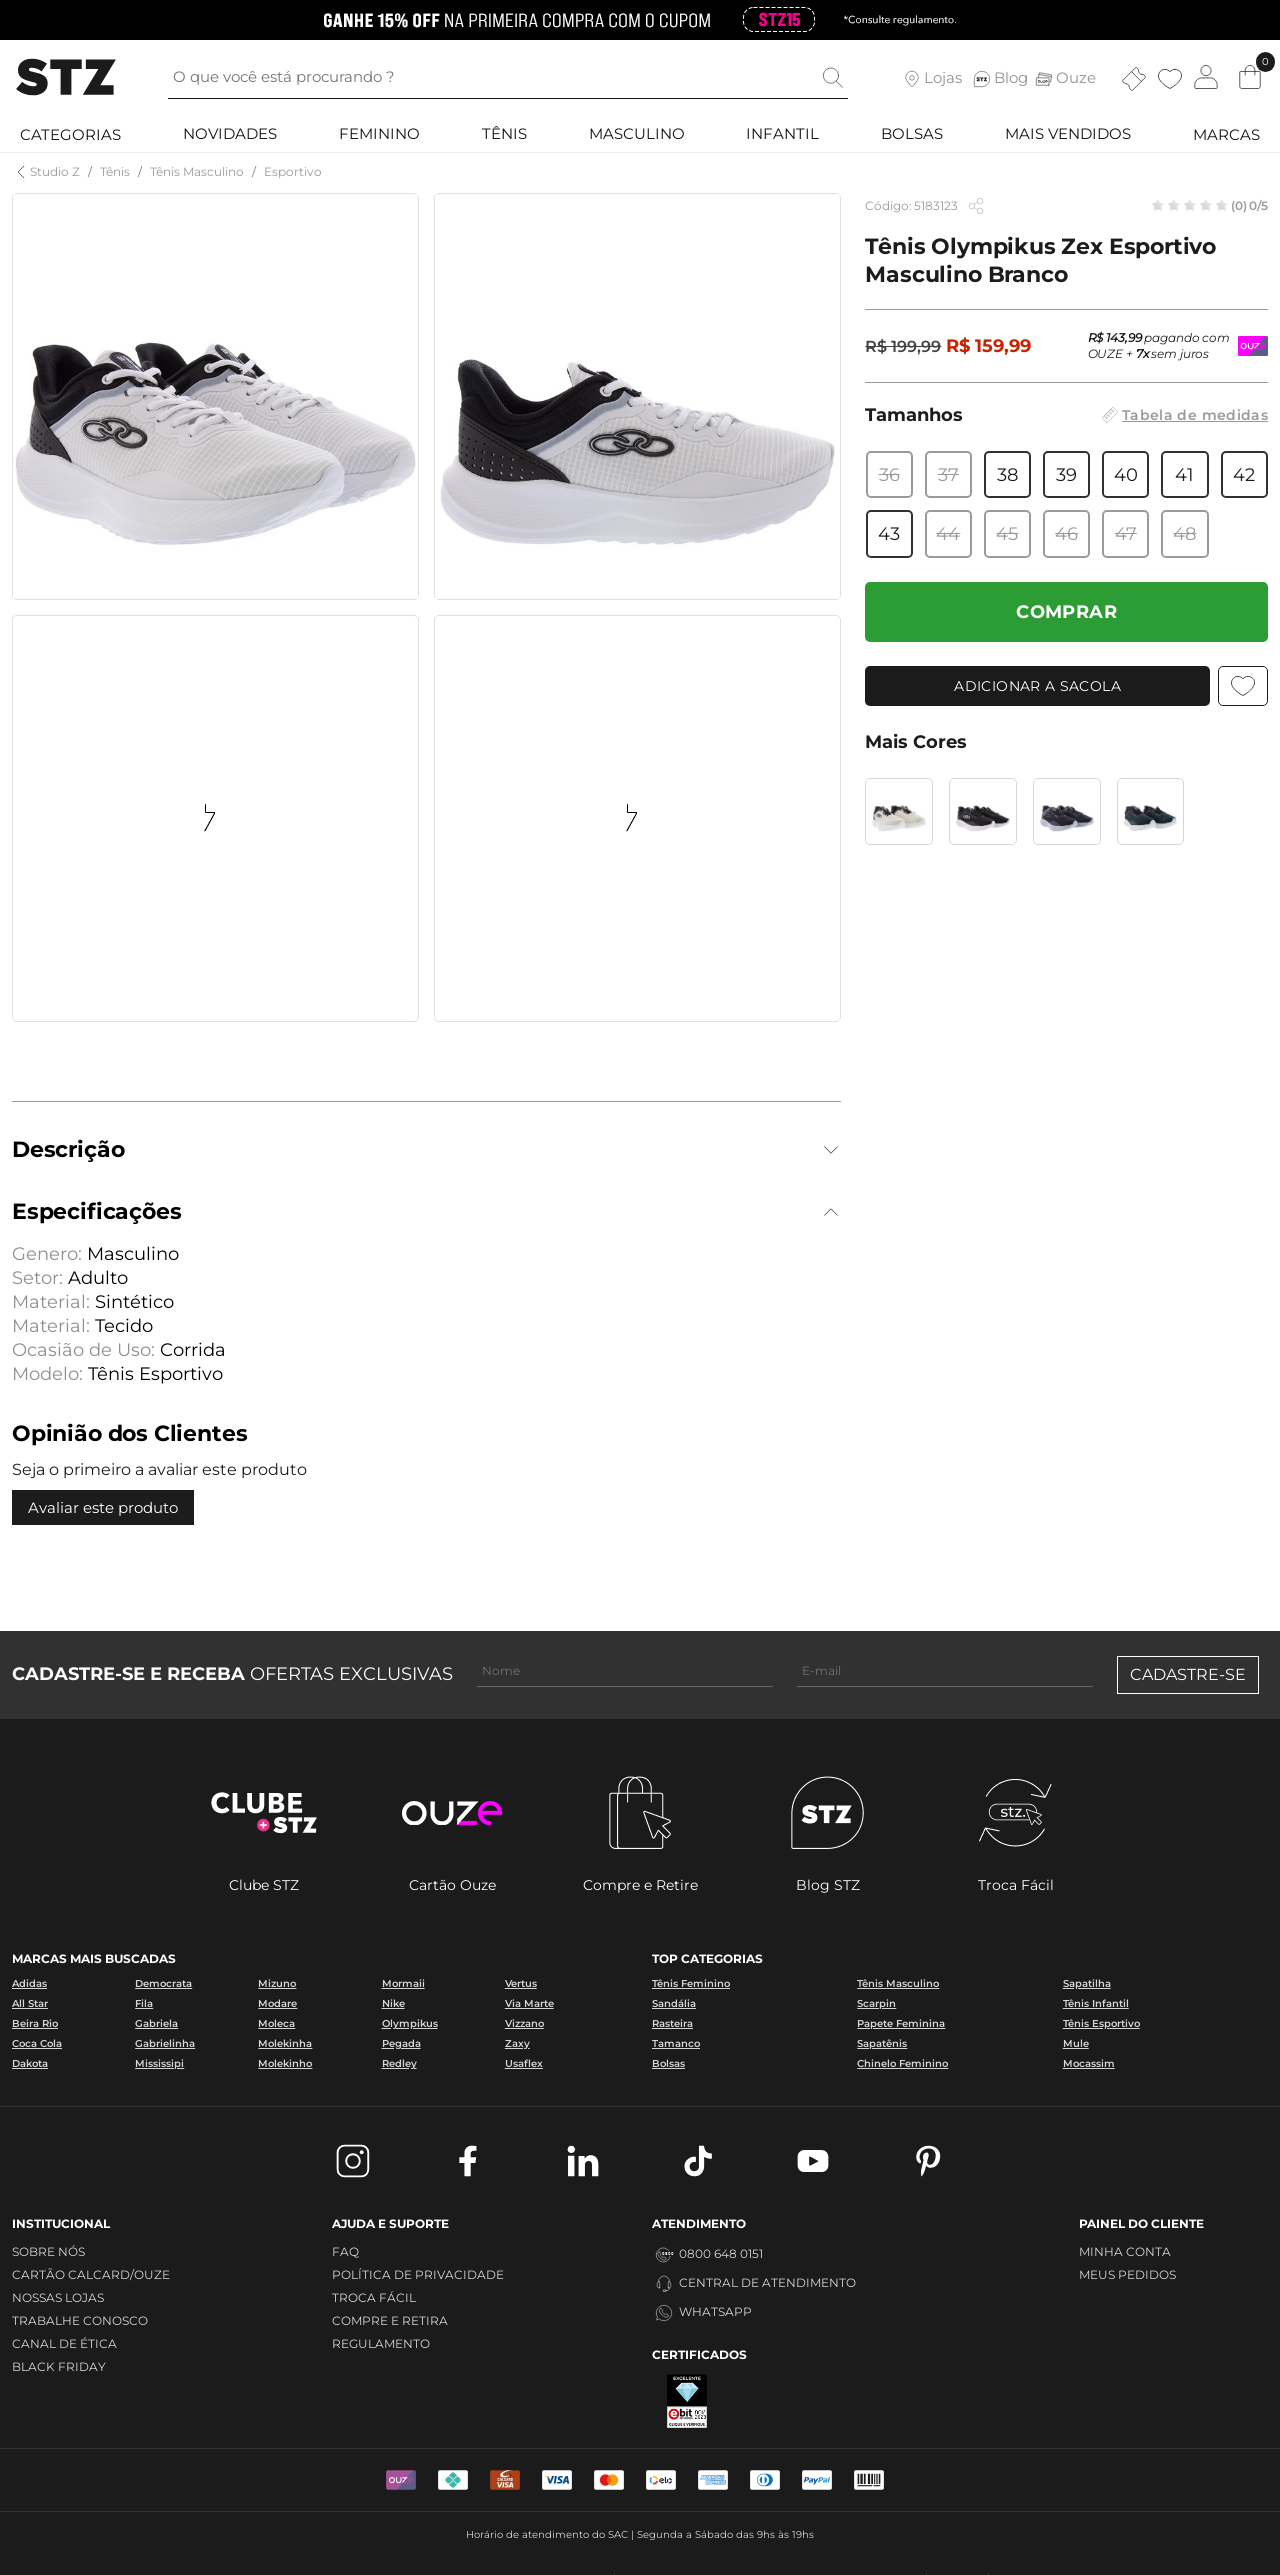 GANHE 15% OFF NA PRIMEIRA COMPRA COM O CUPOM STZ15 *Consulte regulamento.
STZ
O que você está procurando ?
Lojas
Blog
Ouze
0
CATEGORIAS NOVIDADES FEMININO TÊNIS MASCULINO INFANTIL BOLSAS MAIS VENDIDOS MARCAS
Studio Z / Tênis / Tênis Masculino / Esportivo
Código: 5183123
(0) 0/5
Tênis Olympikus Zex Esportivo
Masculino Branco
R$ 199,99 R$ 159,99
R$ 143,99 pagando com
OUZE + 7x sem juros
Tamanhos
Tabela de medidas
36 37 38 39 40 41 42
43 44 45 46 47 48
COMPRAR
ADICIONAR A SACOLA
Mais Cores
Descrição
Especificações
Genero: Masculino
Setor: Adulto
Material: Sintético
Material: Tecido
Ocasião de Uso: Corrida
Modelo: Tênis Esportivo
Opinião dos Clientes
Seja o primeiro a avaliar este produto
Avaliar este produto
CADASTRE-SE E RECEBA OFERTAS EXCLUSIVAS
Nome
E-mail
CADASTRE-SE
CLUBE
+STZ
ouze
STZ
stz.
Clube STZ
Cartão Ouze
Compre e Retire
Blog STZ
Troca Fácil
MARCAS MAIS BUSCADAS
Adidas Democrata Mizuno Mormaii Vertus
All Star Fila Modare Nike Via Marte
Beira Rio Gabriela Moleca Olympikus Vizzano
Coca Cola Gabrielinha Molekinha Pegada Zaxy
Dakota Mississipi Molekinho Redley Usaflex
TOP CATEGORIAS
Tênis Feminino Tênis Masculino Sapatilha
Sandália Scarpin Tênis Infantil
Rasteira Papete Feminina Tênis Esportivo
Tamanco Sapatênis Mule
Bolsas Chinelo Feminino Mocassim
INSTITUCIONAL
SOBRE NÓS
CARTÃO CALCARD/OUZE
NOSSAS LOJAS
TRABALHE CONOSCO
CANAL DE ÉTICA
BLACK FRIDAY
AJUDA E SUPORTE
FAQ
POLÍTICA DE PRIVACIDADE
TROCA FÁCIL
COMPRE E RETIRA
REGULAMENTO
ATENDIMENTO
0800 648 0151
CENTRAL DE ATENDIMENTO
WHATSAPP
CERTIFICADOS
EXCELENTE
ebit
CLIQUE E VERIFIQUE
PAINEL DO CLIENTE
MINHA CONTA
MEUS PEDIDOS
VISA
VISA
elo
PayPal
Horário de atendimento do SAC | Segunda a Sábado das 9hs às 19hs